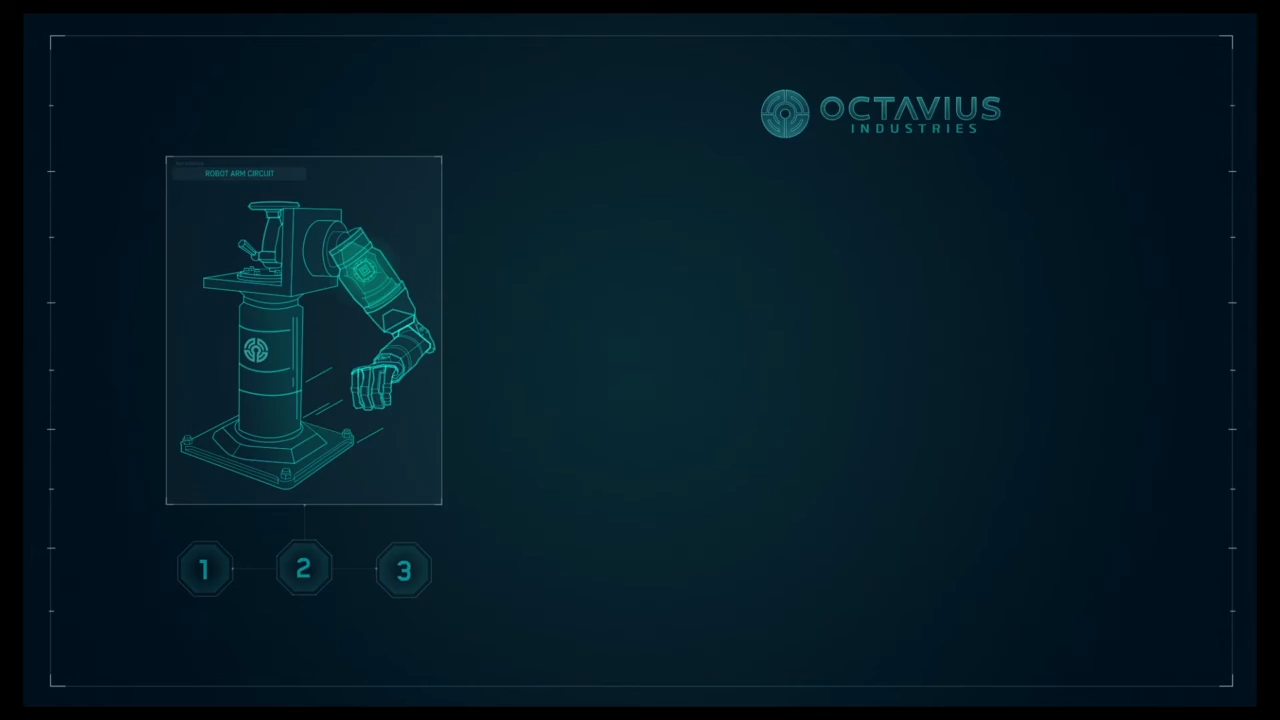 OCTAVIUS
INDUSTRIES
ROBOT ARM CIRCUIT
1
2
3